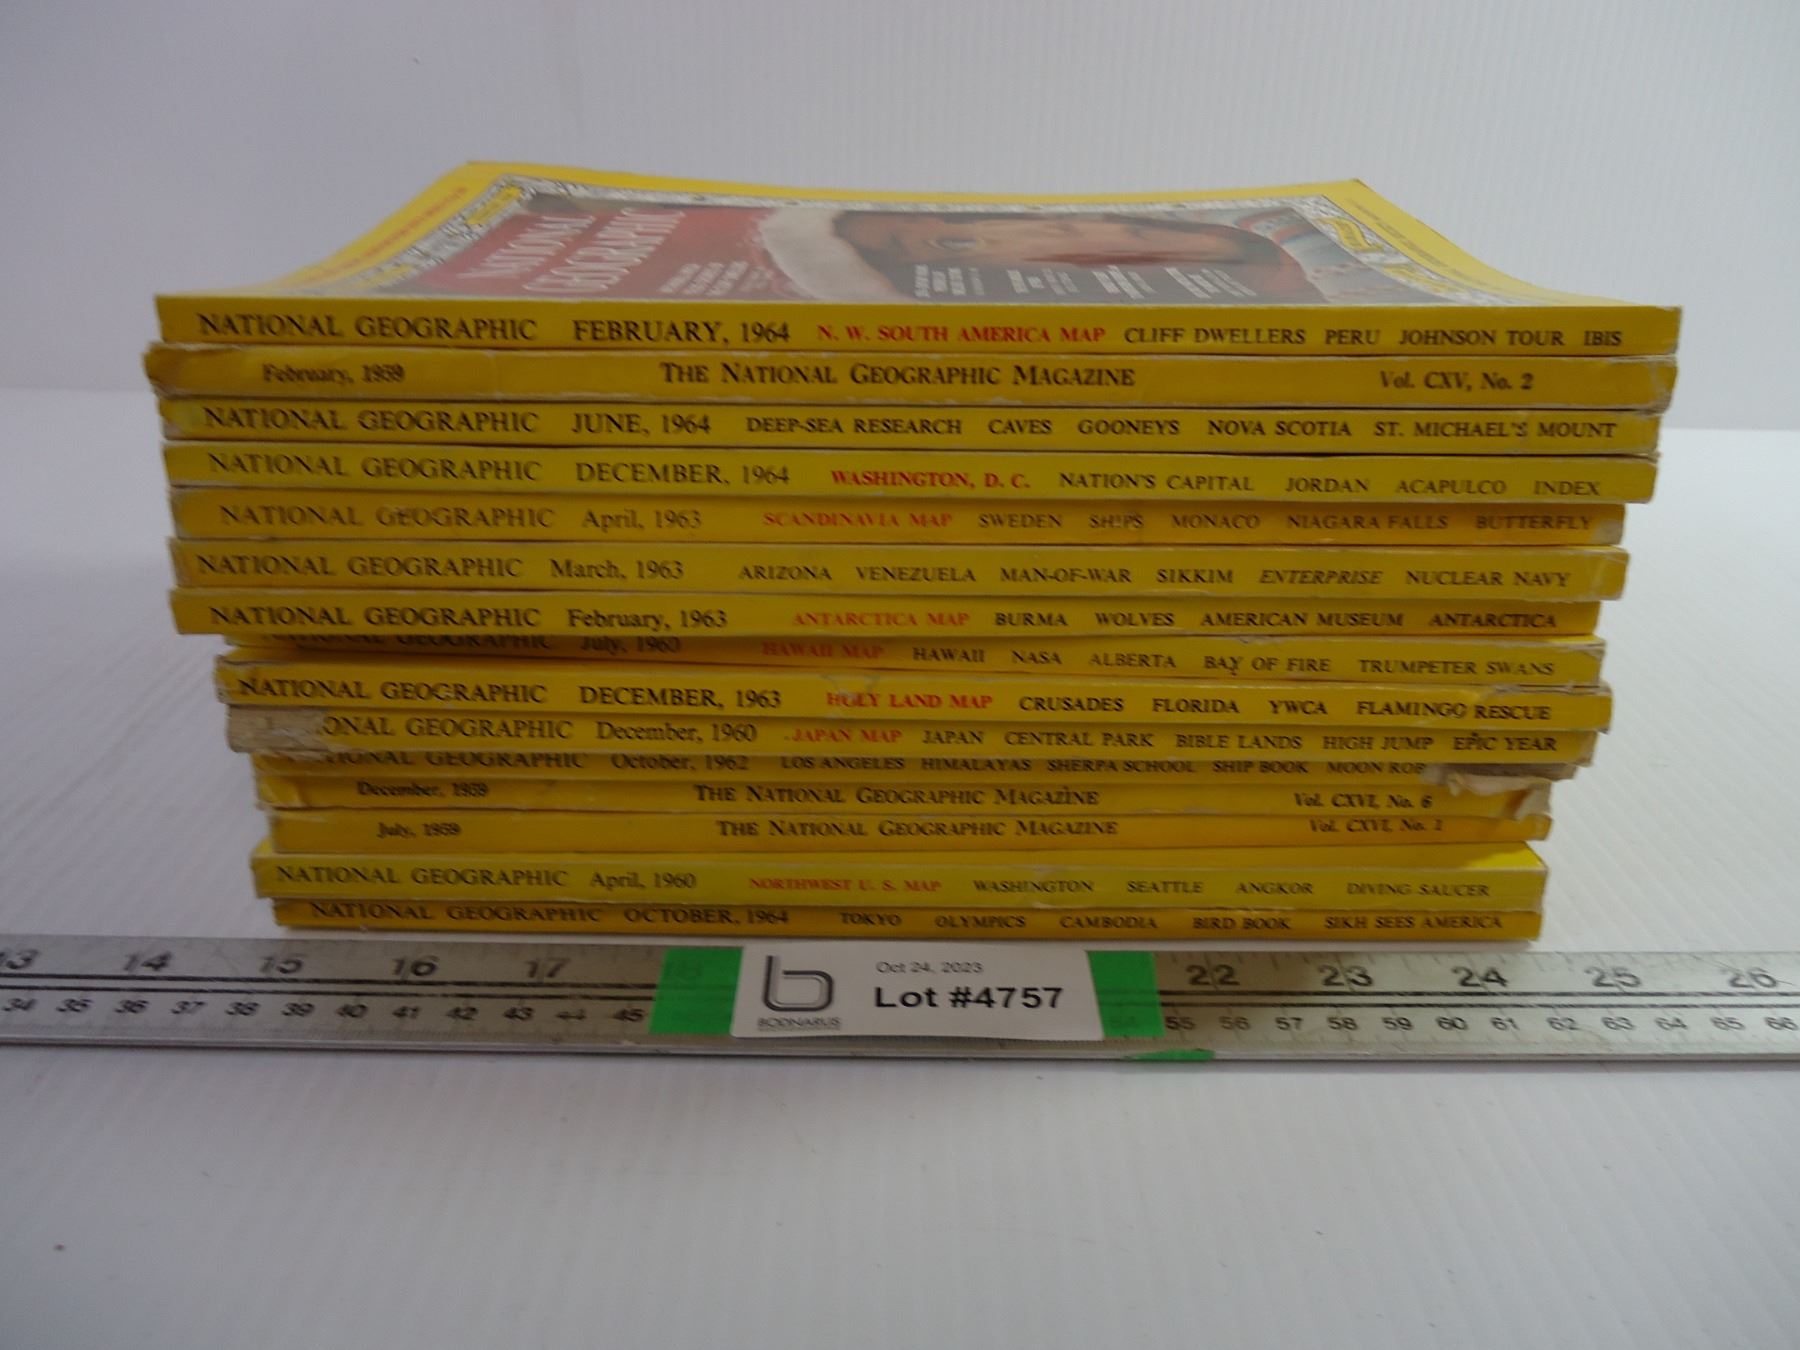 NATIONAL
GEOGRAPHIC
NATIONAL GEOGRAPHIC FEBRUARY, 1964 N. W. SOUTH AMERICA MAP CLIFF DWELLERS PERU JOHNSON TOUR IBIS
February, 1959 THE NATIONAL GEOGRAPHIC MAGAZINE Vol. CXV, No. 2
NATIONAL GEOGRAPHIC JUNE, 1964 DEEP-SEA RESEARCH CAVES GOONEYS NOVA SCOTIA ST. MICHAEL'S MOUNT
NATIONAL GEOGRAPHIC DECEMBER, 1964 WASHINGTON, D. C. NATION'S CAPITAL JORDAN ACAPULCO INDEX
NATIONAL GEOGRAPHIC April, 1963 SCANDINAVIA MAP SWEDEN SHIPS MONACO NIAGARA FALLS BUTTERFLY
NATIONAL GEOGRAPHIC March, 1963 ARIZONA VENEZUELA MAN-OF-WAR SIKKIM ENTERPRISE NUCLEAR NAVY
NATIONAL GEOGRAPHIC February, 1963 ANTARCTICA MAP BURMA WOLVES AMERICAN MUSEUM ANTARCTICA
NATIONAL GEOGRAPHIC July, 1960 HAWAII MAP HAWAII NASA ALBERTA BAY OF FIRE TRUMPETER SWANS
NATIONAL GEOGRAPHIC DECEMBER, 1963 HOLY LAND MAP CRUSADES FLORIDA YWCA FLAMINGO RESCUE
ONAL GEOGRAPHIC December, 1960 JAPAN MAP JAPAN CENTRAL PARK BIBLE LANDS HIGH JUMP EPIC YEAR
TIONAL GEOGRAPHIC October, 1962 LOS ANGELES HIMALAYAS SHERPA SCHOOL SHIP BOOK MOON ROB
December, 1959 THE NATIONAL GEOGRAPHIC MAGAZINE Vol. CXVI, No. 6
July, 1959 THE NATIONAL GEOGRAPHIC MAGAZINE Vol. CXVI, No. 1
NATIONAL GEOGRAPHIC April, 1960 NORTHWEST U. S. MAP WASHINGTON SEATTLE ANGKOR DIVING SAUCER
NATIONAL GEOGRAPHIC OCTOBER, 1964 TOKYO OLYMPICS CAMBODIA BIRD BOOK SIKH SEES AMERICA
13 14 15 16 17 18 22 23 24 25 26
34 35 36 37 38 39 40 41 42 43 44 45 54 55 56 57 58 59 60 61 62 63 64 65 66
Oct 24, 2023
Lot #4757
BODNARUS